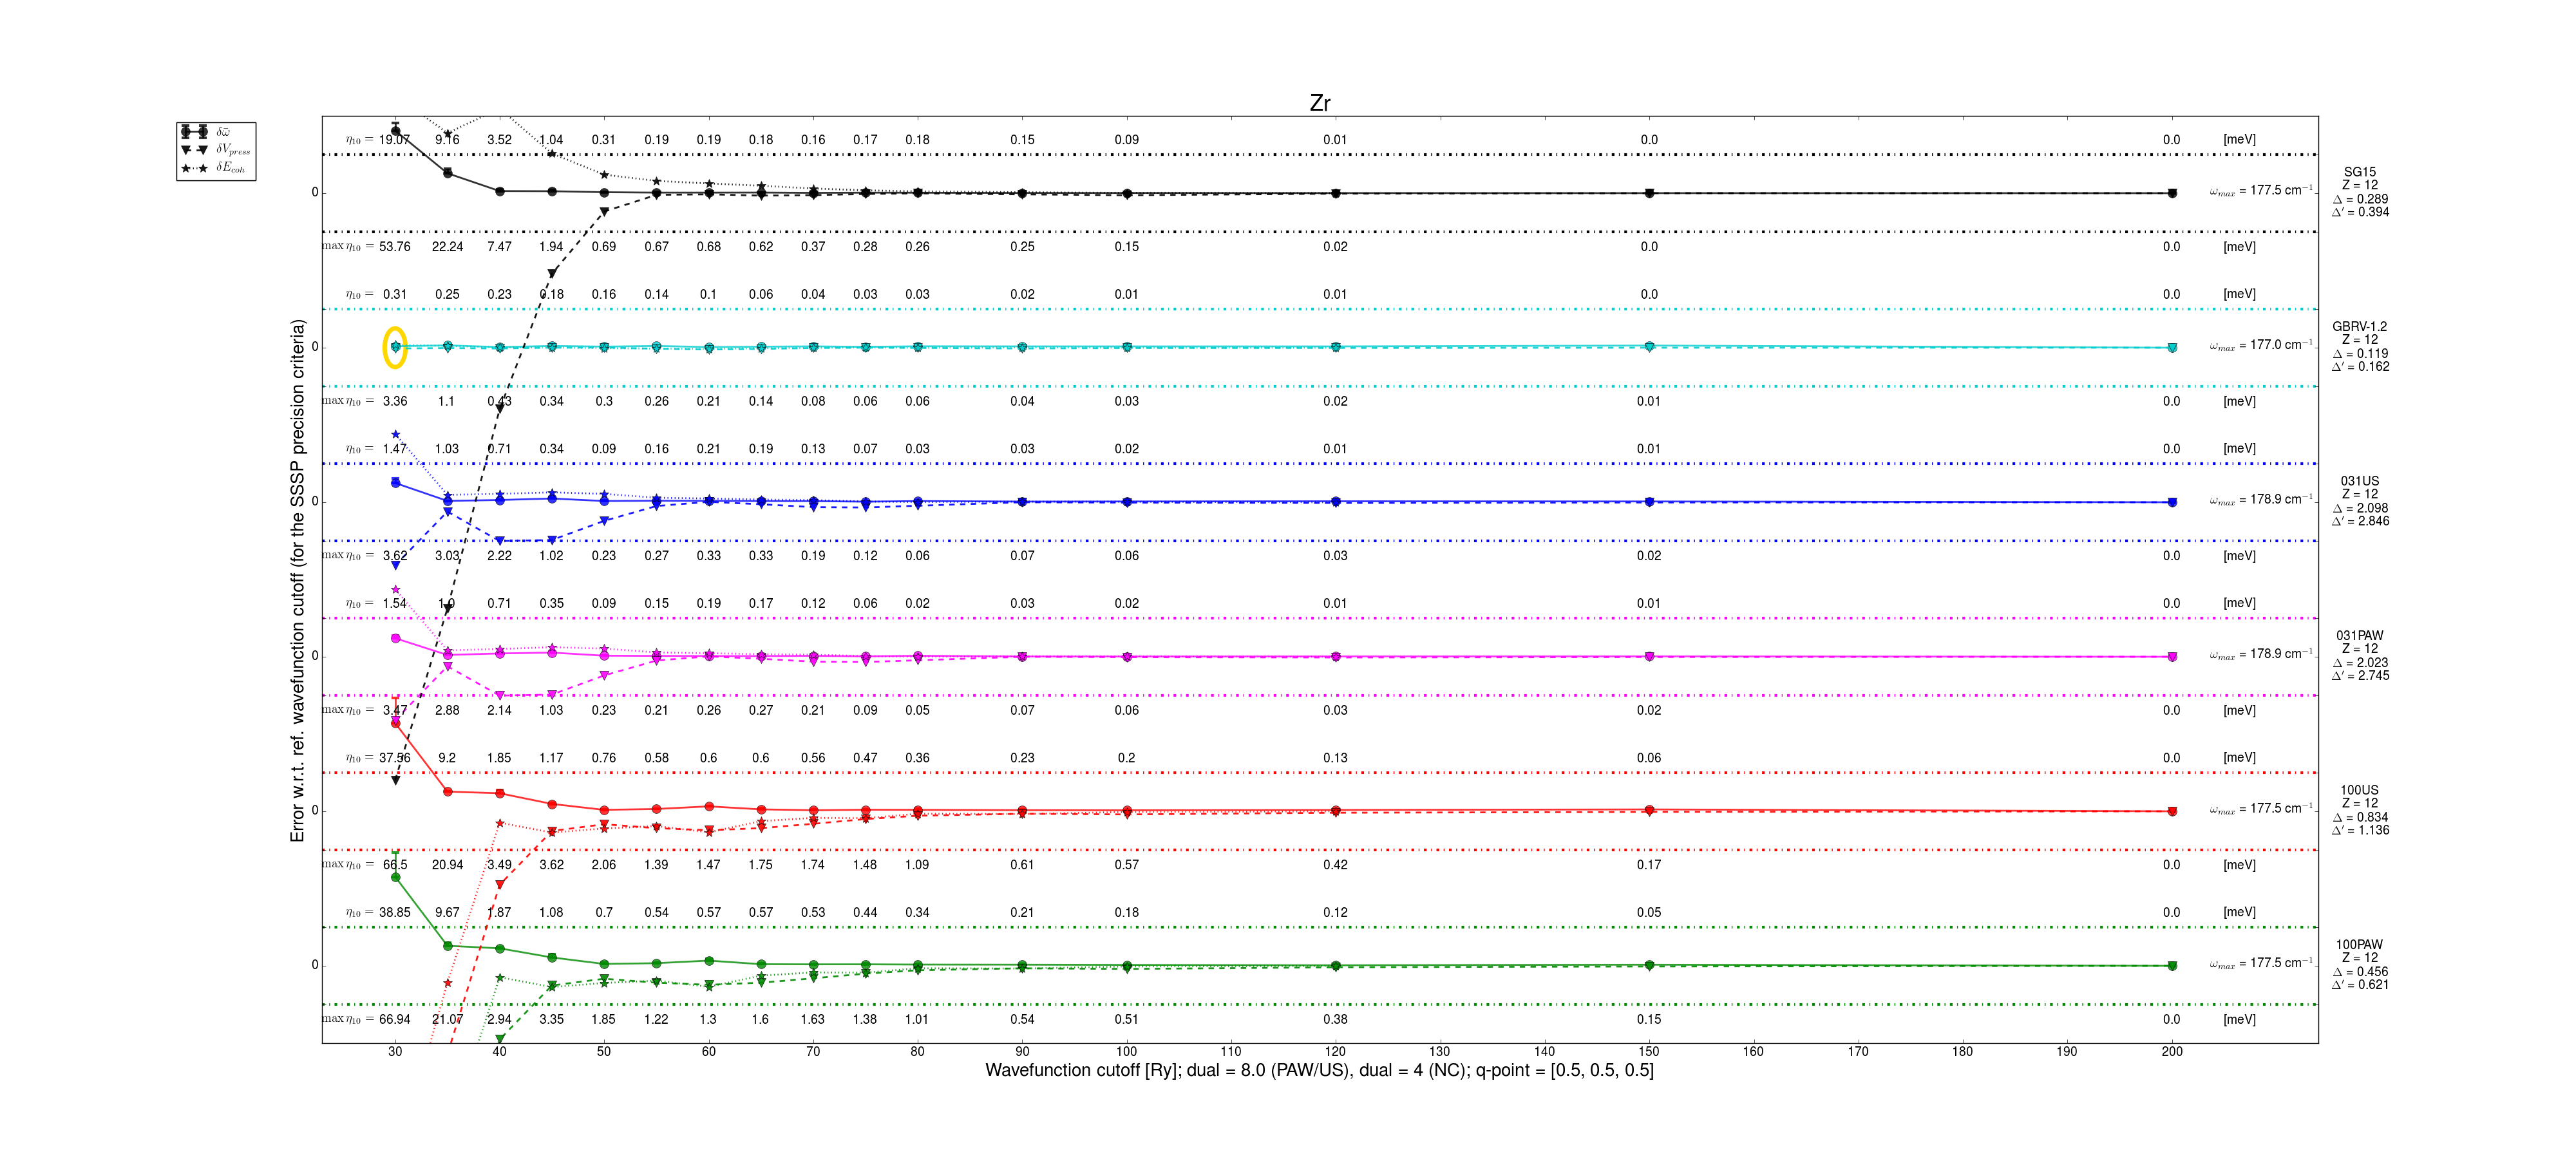 Zr
δω̄
δV_press
δE_coh
Error w.r.t. ref. wavefunction cutoff (for the SSSP precision criteria)
η₁₀ = 19.07 9.16 3.52 1.04 0.31 0.19 0.19 0.18 0.16 0.17 0.18 0.15 0.09 0.01 0.0 0.0 [meV]
0 ω_max = 177.5 cm⁻¹
max η₁₀ = 53.76 22.24 7.47 1.94 0.69 0.67 0.68 0.62 0.37 0.28 0.26 0.25 0.15 0.02 0.0 0.0 [meV]
SG15
Z = 12
Δ = 0.289
Δ′ = 0.394
η₁₀ = 0.31 0.25 0.23 0.18 0.16 0.14 0.1 0.06 0.04 0.03 0.03 0.02 0.01 0.01 0.0 0.0 [meV]
0 ω_max = 177.0 cm⁻¹
max η₁₀ = 3.36 1.1 0.43 0.34 0.3 0.26 0.21 0.14 0.08 0.06 0.06 0.04 0.03 0.02 0.01 0.0 [meV]
GBRV-1.2
Z = 12
Δ = 0.119
Δ′ = 0.162
η₁₀ = 1.47 1.03 0.71 0.34 0.09 0.16 0.21 0.19 0.13 0.07 0.03 0.03 0.02 0.01 0.01 0.0 [meV]
0 ω_max = 178.9 cm⁻¹
max η₁₀ = 3.62 3.03 2.22 1.02 0.23 0.27 0.33 0.33 0.19 0.12 0.06 0.07 0.06 0.03 0.02 0.0 [meV]
031US
Z = 12
Δ = 2.098
Δ′ = 2.846
η₁₀ = 1.54 1.0 0.71 0.35 0.09 0.15 0.19 0.17 0.12 0.06 0.02 0.03 0.02 0.01 0.01 0.0 [meV]
0 ω_max = 178.9 cm⁻¹
max η₁₀ = 3.47 2.88 2.14 1.03 0.23 0.21 0.26 0.27 0.21 0.09 0.05 0.07 0.06 0.03 0.02 0.0 [meV]
031PAW
Z = 12
Δ = 2.023
Δ′ = 2.745
η₁₀ = 37.56 9.2 1.85 1.17 0.76 0.58 0.6 0.6 0.56 0.47 0.36 0.23 0.2 0.13 0.06 0.0 [meV]
0 ω_max = 177.5 cm⁻¹
max η₁₀ = 66.5 20.94 3.49 3.62 2.06 1.39 1.47 1.75 1.74 1.48 1.09 0.61 0.57 0.42 0.17 0.0 [meV]
100US
Z = 12
Δ = 0.834
Δ′ = 1.136
η₁₀ = 38.85 9.67 1.87 1.08 0.7 0.54 0.57 0.57 0.53 0.44 0.34 0.21 0.18 0.12 0.05 0.0 [meV]
0 ω_max = 177.5 cm⁻¹
max η₁₀ = 66.94 21.07 2.94 3.35 1.85 1.22 1.3 1.6 1.63 1.38 1.01 0.54 0.51 0.38 0.15 0.0 [meV]
100PAW
Z = 12
Δ = 0.456
Δ′ = 0.621
30 40 50 60 70 80 90 100 110 120 130 140 150 160 170 180 190 200
Wavefunction cutoff [Ry]; dual = 8.0 (PAW/US), dual = 4 (NC); q-point = [0.5, 0.5, 0.5]